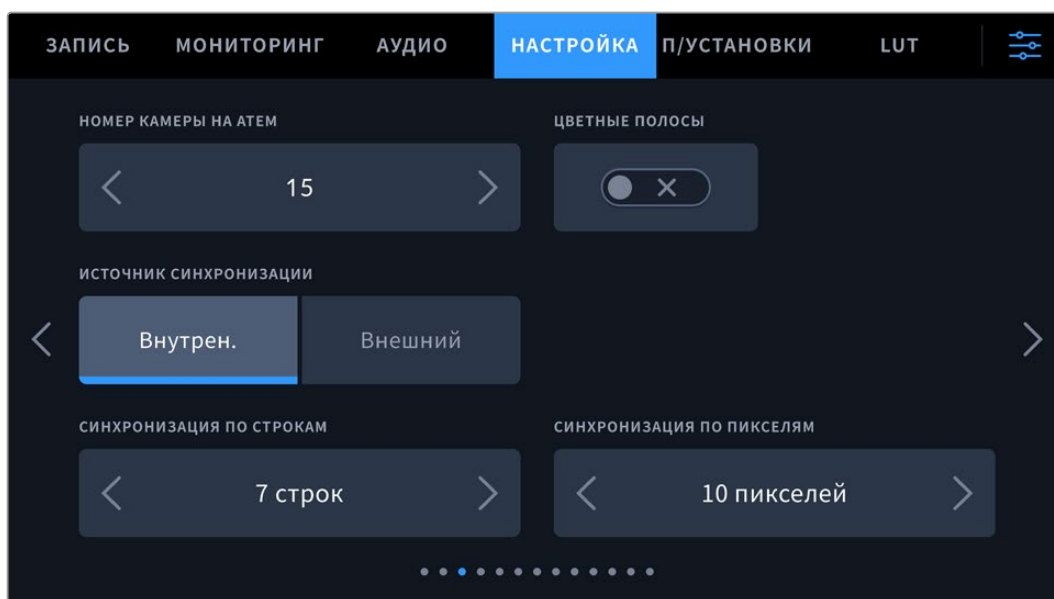 ЗАПИСЬ МОНИТОРИНГ АУДИО НАСТРОЙКА П/УСТАНОВКИ LUT
НОМЕР КАМЕРЫ НА ATEM ЦВЕТНЫЕ ПОЛОСЫ
15
ИСТОЧНИК СИНХРОНИЗАЦИИ
Внутрен. Внешний
СИНХРОНИЗАЦИЯ ПО СТРОКАМ СИНХРОНИЗАЦИЯ ПО ПИКСЕЛЯМ
7 строк 10 пикселей